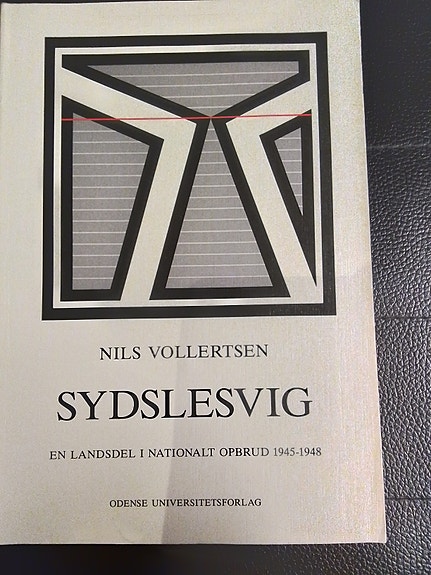 NILS VOLLERTSEN
SYDSLESVIG
EN LANDSDEL I NATIONALT OPBRUD 1945-1948
ODENSE UNIVERSITETSFORLAG